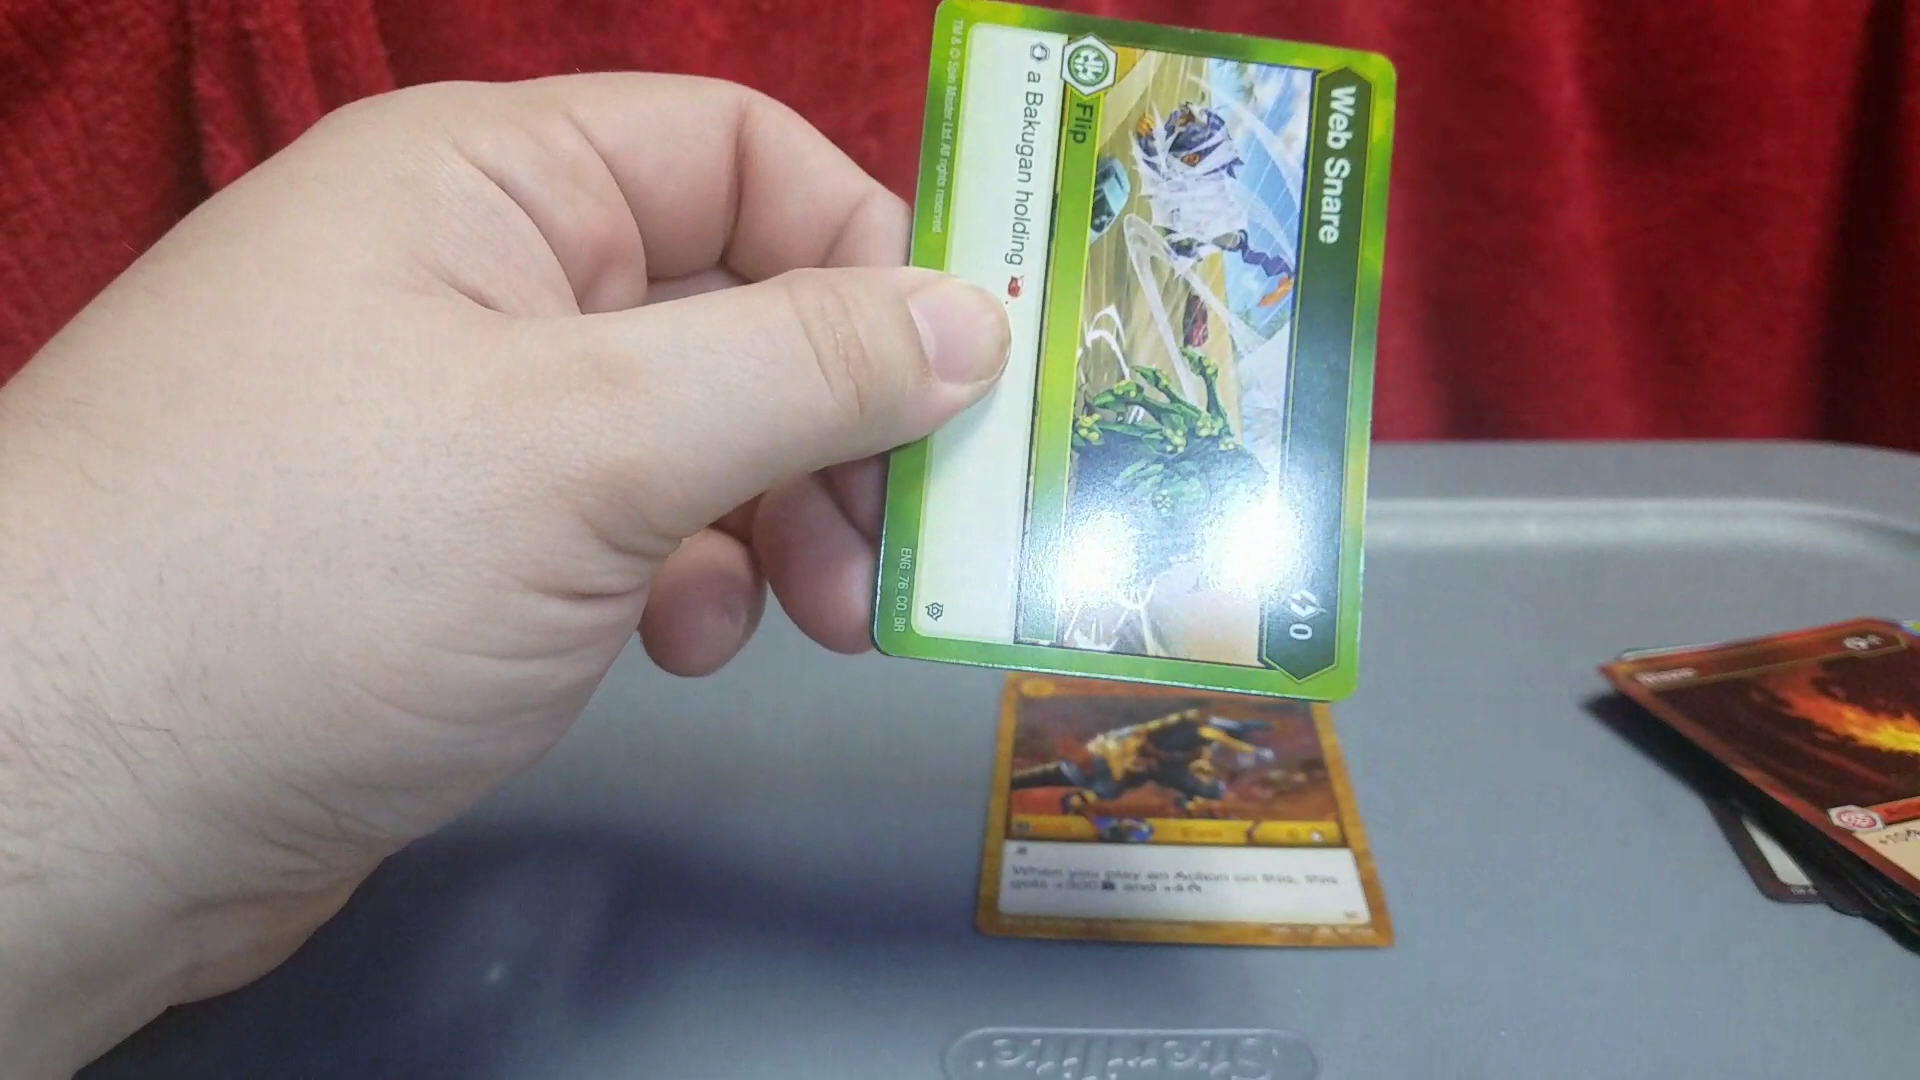 Web Snare
0
Flip
a Bakugan holding .
TM & © Spin Master Ltd. All rights reserved.
ENG_76_CO_BR
When you play an Action on this, this
gets +300 and +4
Sterilite